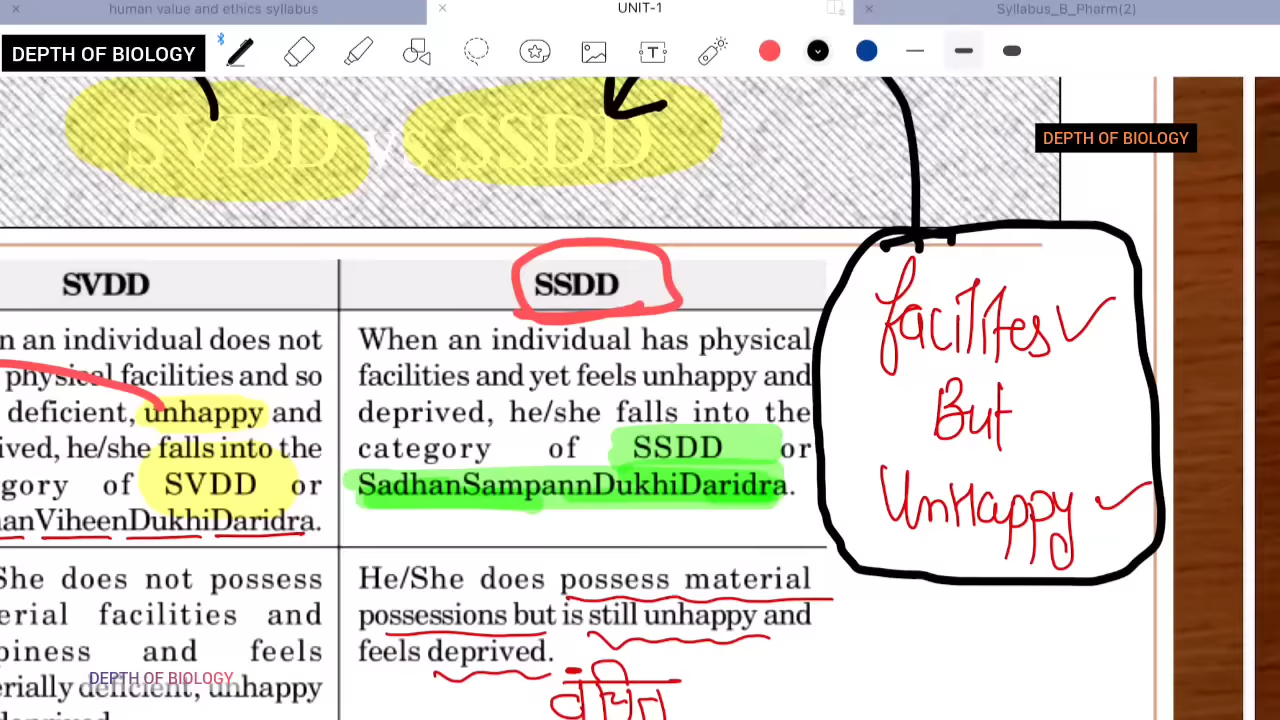 human value and ethics syllabus
UNIT-1
Syllabus_B_Pharm(2)
DEPTH OF BIOLOGY
T
SVDD vs SSDD
DEPTH OF BIOLOGY
SVDD
n an individual does not
physical facilities and so
deficient, unhappy and
ived, he/she falls into the
gory of SVDD or
anViheenDukhiDaridra.
She does not possess
erial facilities and
piness and feels
erially deficient, unhappy
deprived.
SSDD
When an individual has physical
facilities and yet feels unhappy and
deprived, he/she falls into the
category of SSDD or
SadhanSampannDukhiDaridra.
He/She does possess material
possessions but is still unhappy and
feels deprived.
वंचित
facilites
But
UnHappy
DEPTH OF BIOLOGY